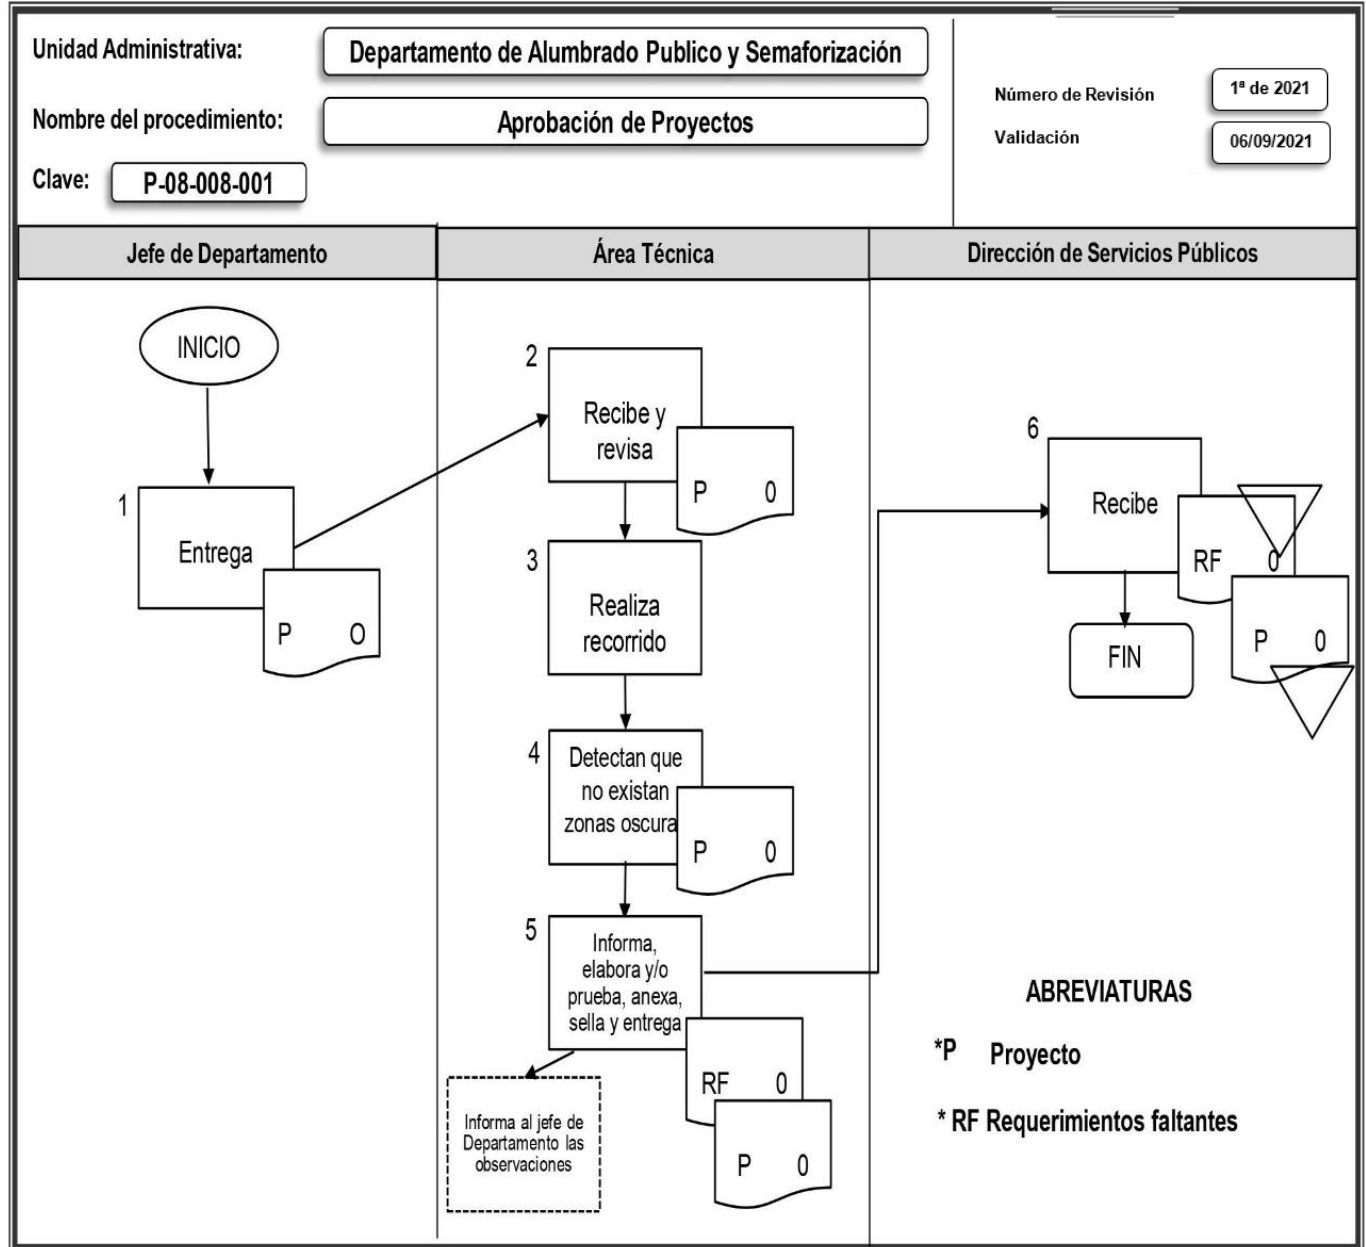 Unidad Administrativa:
Departamento de Alumbrado Publico y Semaforización
Nombre del procedimiento:
Aprobación de Proyectos
Clave:
P-08-008-001
Número de Revisión
1ª de 2021
Validación
06/09/2021
Jefe de Departamento
Área Técnica
Dirección de Servicios Públicos
INICIO
1
Entrega
P O
2
Recibe y
revisa
P 0
3
Realiza
recorrido
4
Detectan que
no existan
zonas oscura
P 0
5
Informa,
elabora y/o
prueba, anexa,
sella y entrega
RF 0
P 0
Informa al jefe de
Departamento las
observaciones
6
Recibe
RF 0
P 0
FIN
ABREVIATURAS
*P Proyecto
* RF Requerimientos faltantes